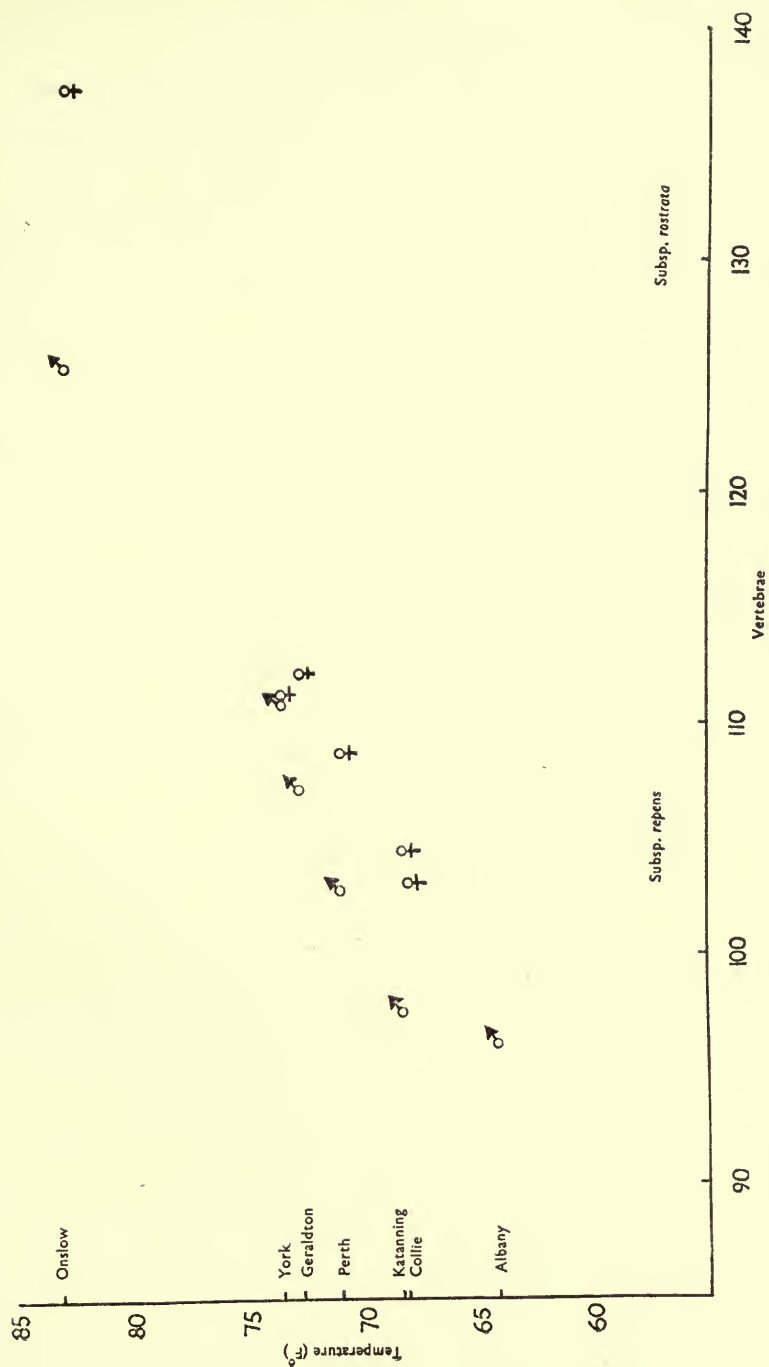 85
80
75
70
65
60
Temperature (F°)
Onslow
York
Geraldton
Perth
Katanning
Collie
Albany
90
100
110
120
130
140
Subsp. repens
Subsp. rostrata
Vertebrae